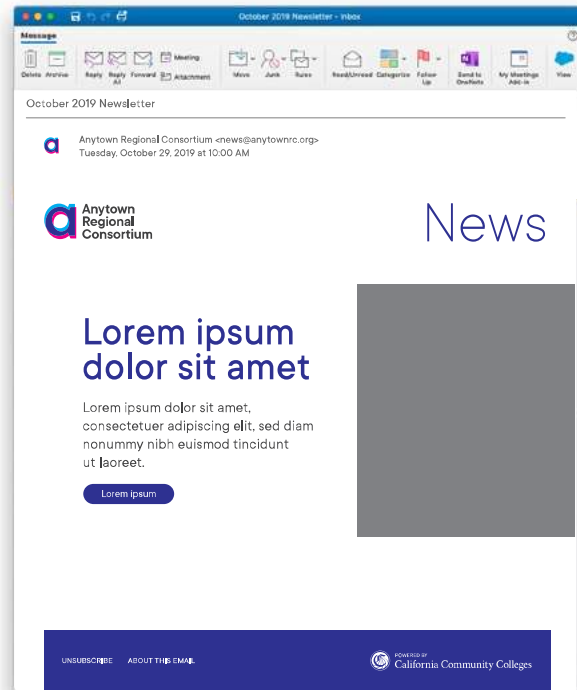 October 2019 Newsletter - Inbox
Message
Delete Archive Reply Reply All Forward Meeting Attachment Move Junk Rules Read/Unread Categorize Follow Up Send to OneNote My Meetings Add-in View
October 2019 Newsletter
Anytown Regional Consortium <news@anytownrc.org>
Tuesday, October 29, 2019 at 10:00 AM
Anytown
Regional
Consortium
News
Lorem ipsum
dolor sit amet
Lorem ipsum dolor sit amet,
consectetuer adipiscing elit, sed diam
nonummy nibh euismod tincidunt
ut laoreet.
Lorem ipsum
UNSUBSCRIBE ABOUT THIS EMAIL
POWERED BY
California Community Colleges